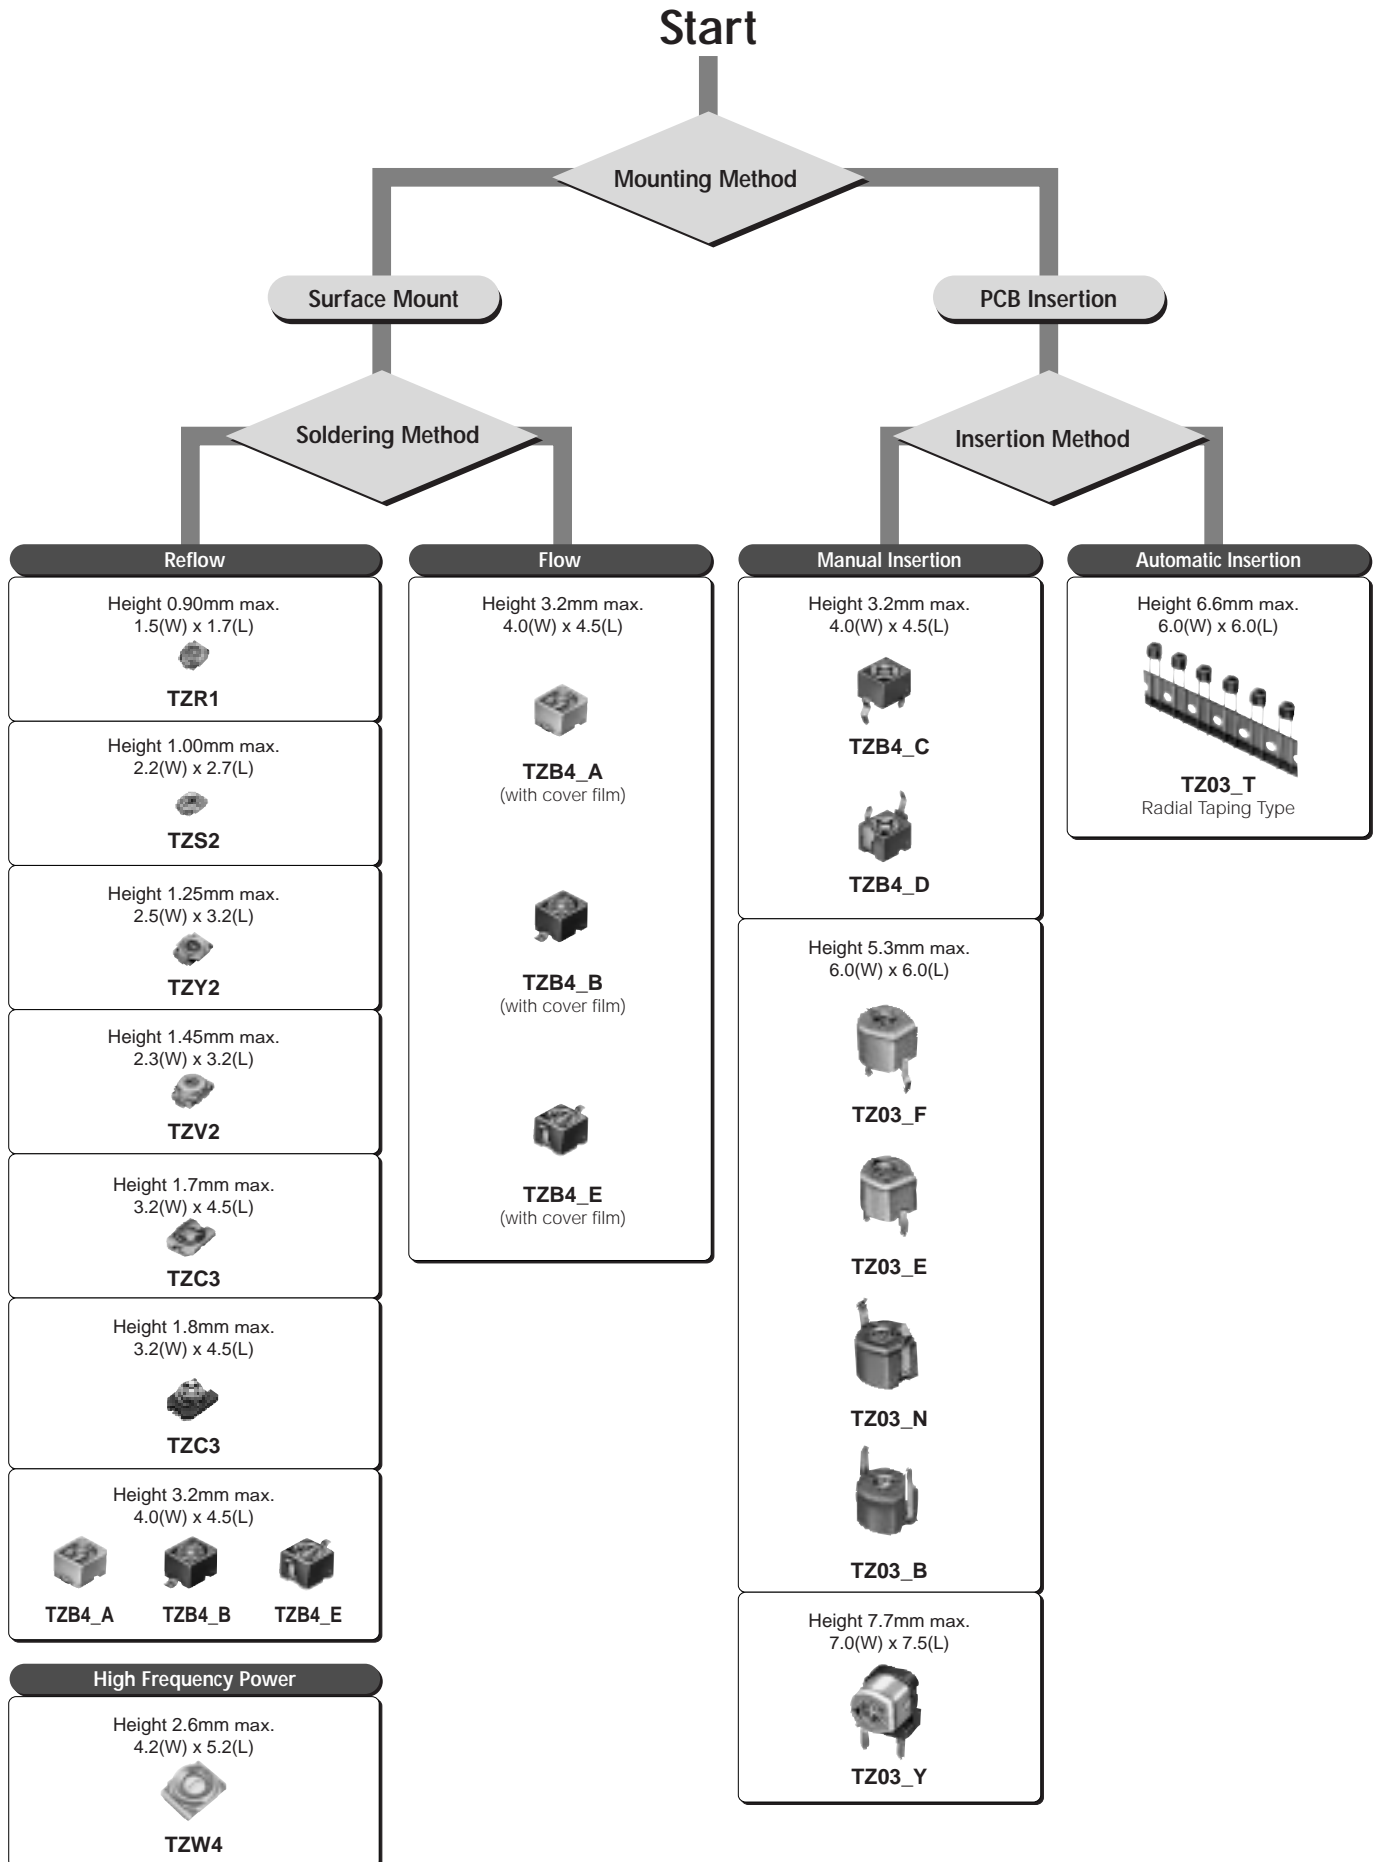 Start
Mounting Method
Surface Mount
PCB Insertion
Soldering Method
Insertion Method
Reflow
Height 0.90mm max.
1.5(W) x 1.7(L)
TZR1
Height 1.00mm max.
2.2(W) x 2.7(L)
TZS2
Height 1.25mm max.
2.5(W) x 3.2(L)
TZY2
Height 1.45mm max.
2.3(W) x 3.2(L)
TZV2
Height 1.7mm max.
3.2(W) x 4.5(L)
TZC3
Height 1.8mm max.
3.2(W) x 4.5(L)
TZC3
Height 3.2mm max.
4.0(W) x 4.5(L)
TZB4_A TZB4_B TZB4_E
High Frequency Power
Height 2.6mm max.
4.2(W) x 5.2(L)
TZW4
Flow
Height 3.2mm max.
4.0(W) x 4.5(L)
TZB4_A
(with cover film)
TZB4_B
(with cover film)
TZB4_E
(with cover film)
Manual Insertion
Height 3.2mm max.
4.0(W) x 4.5(L)
TZB4_C
TZB4_D
Height 5.3mm max.
6.0(W) x 6.0(L)
TZ03_F
TZ03_E
TZ03_N
TZ03_B
Height 7.7mm max.
7.0(W) x 7.5(L)
TZ03_Y
Automatic Insertion
Height 6.6mm max.
6.0(W) x 6.0(L)
TZ03_T
Radial Taping Type